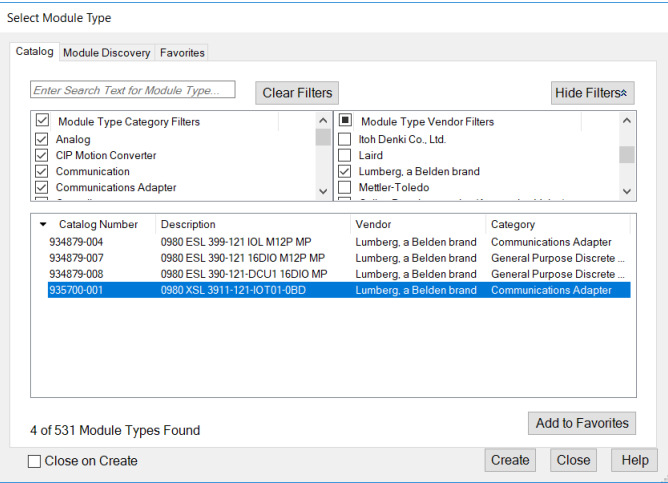 Select Module Type
Catalog Module Discovery Favorites
Enter Search Text for Module Type... Clear Filters Hide Filters
Module Type Category Filters
Analog
CIP Motion Converter
Communication
Communications Adapter
Module Type Vendor Filters
Itoh Denki Co., Ltd.
Laird
Lumberg, a Belden brand
Mettler-Toledo
Catalog Number Description Vendor Category
934879-004 0980 ESL 399-121 IOL M12P MP Lumberg, a Belden brand Communications Adapter
934879-007 0980 ESL 390-121 16DIO M12P MP Lumberg, a Belden brand General Purpose Discrete ...
934879-008 0980 ESL 390-121-DCU1 16DIO MP Lumberg, a Belden brand General Purpose Discrete ...
935700-001 0980 XSL 3911-121-IOT01-0BD Lumberg, a Belden brand Communications Adapter
4 of 531 Module Types Found
Add to Favorites
Close on Create Create Close Help